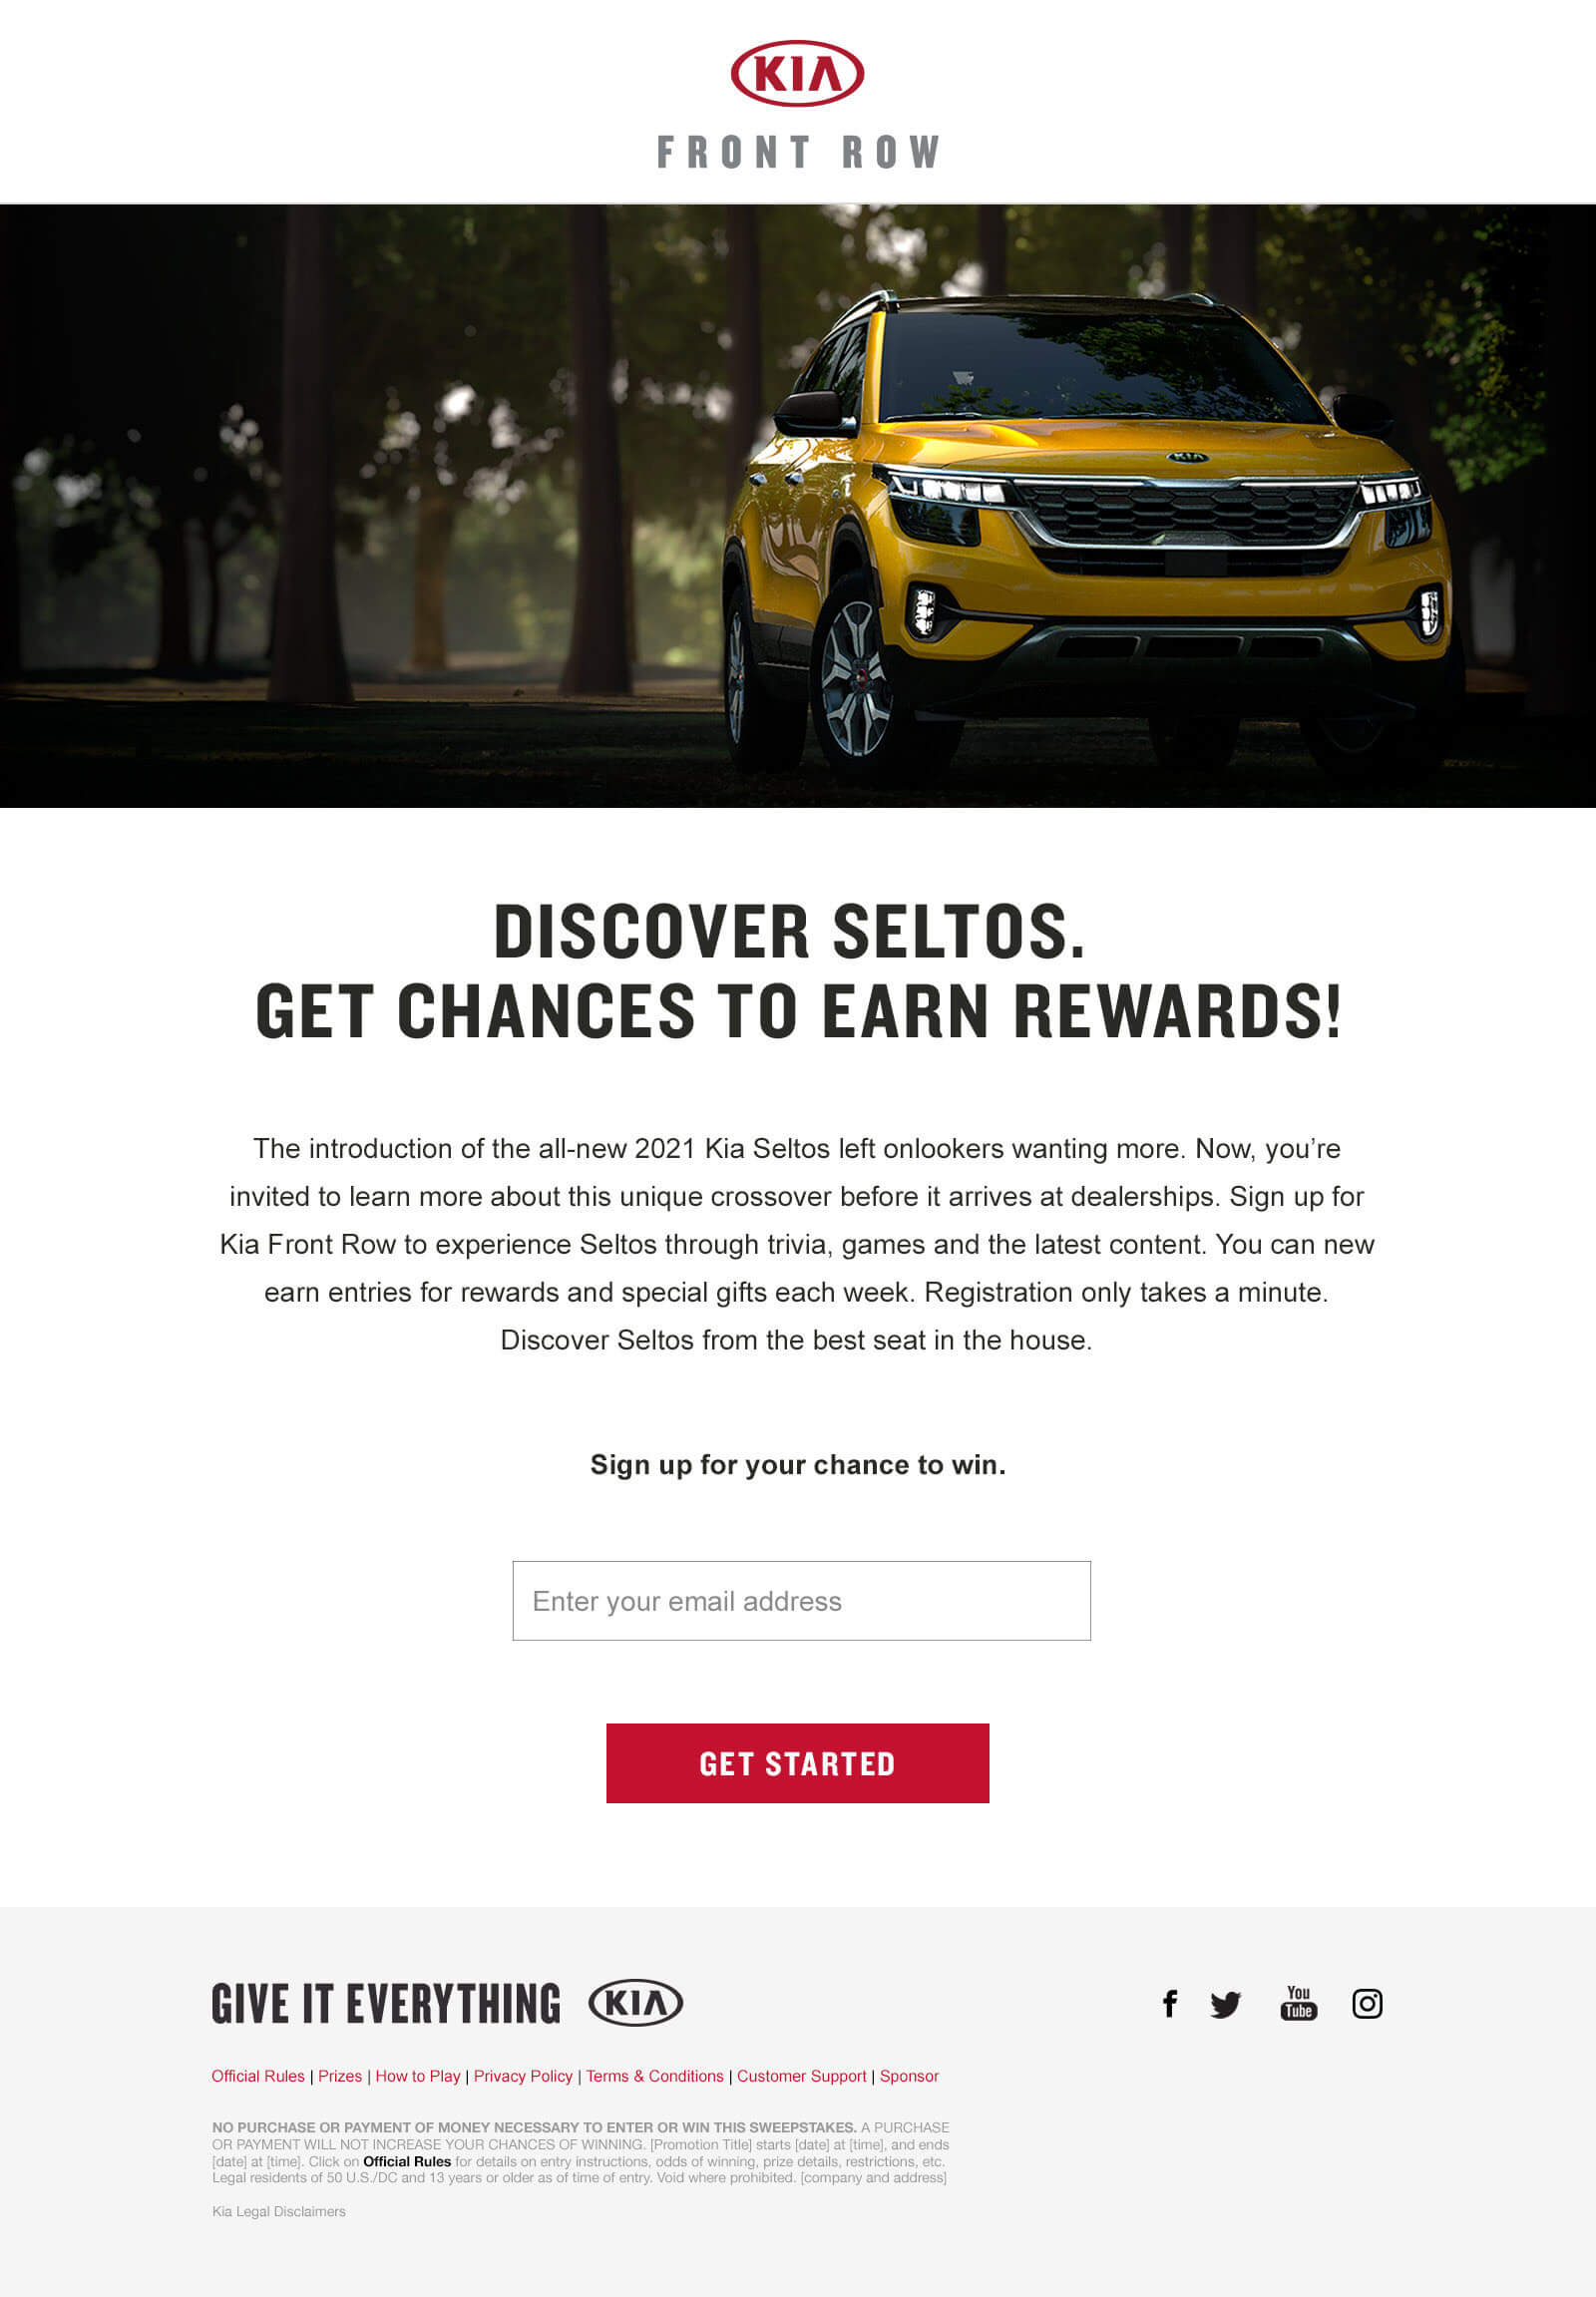 KIA
FRONT ROW
KIA
DISCOVER SELTOS.
GET CHANCES TO EARN REWARDS!
The introduction of the all-new 2021 Kia Seltos left onlookers wanting more. Now, you’re
invited to learn more about this unique crossover before it arrives at dealerships. Sign up for
Kia Front Row to experience Seltos through trivia, games and the latest content. You can new
earn entries for rewards and special gifts each week. Registration only takes a minute.
Discover Seltos from the best seat in the house.
Sign up for your chance to win.
Enter your email address
GET STARTED
GIVE IT EVERYTHING KIA
You
Tube
Official Rules | Prizes | How to Play | Privacy Policy | Terms & Conditions | Customer Support | Sponsor
NO PURCHASE OR PAYMENT OF MONEY NECESSARY TO ENTER OR WIN THIS SWEEPSTAKES. A PURCHASE
OR PAYMENT WILL NOT INCREASE YOUR CHANCES OF WINNING. [Promotion Title] starts [date] at [time], and ends
[date] at [time]. Click on Official Rules for details on entry instructions, odds of winning, prize details, restrictions, etc.
Legal residents of 50 U.S./DC and 13 years or older as of time of entry. Void where prohibited. [company and address]
Kia Legal Disclaimers